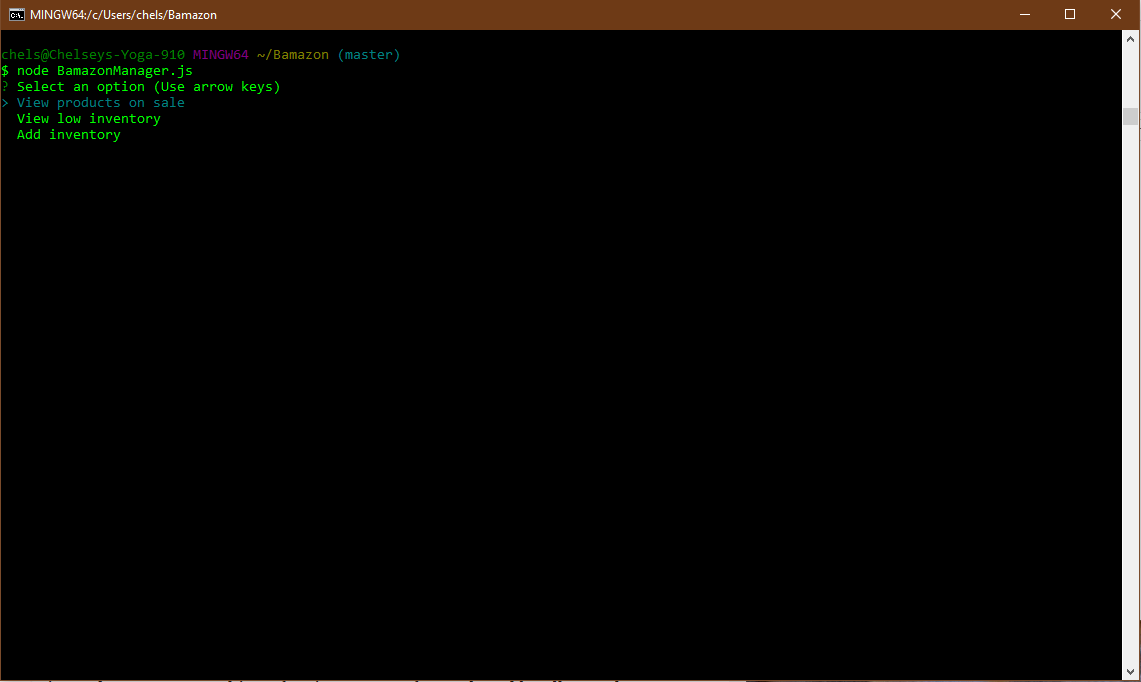 MINGW64:/c/Users/chels/Bamazon
chels@Chelseys-Yoga-910 MINGW64 ~/Bamazon (master)
$ node BamazonManager.js
? Select an option (Use arrow keys)
> View products on sale
View low inventory
Add inventory